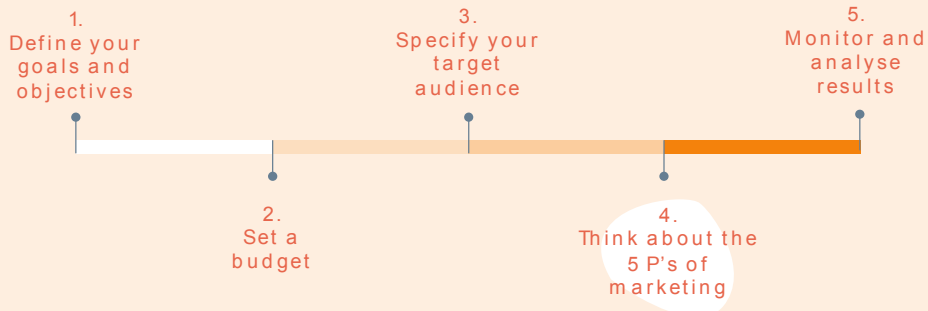 1.
Define your
goals and
objectives
2.
Set a
budget
3.
Specify your
target
audience
4.
Think about the
5 P's of
marketing
5.
Monitor and
analyse
results